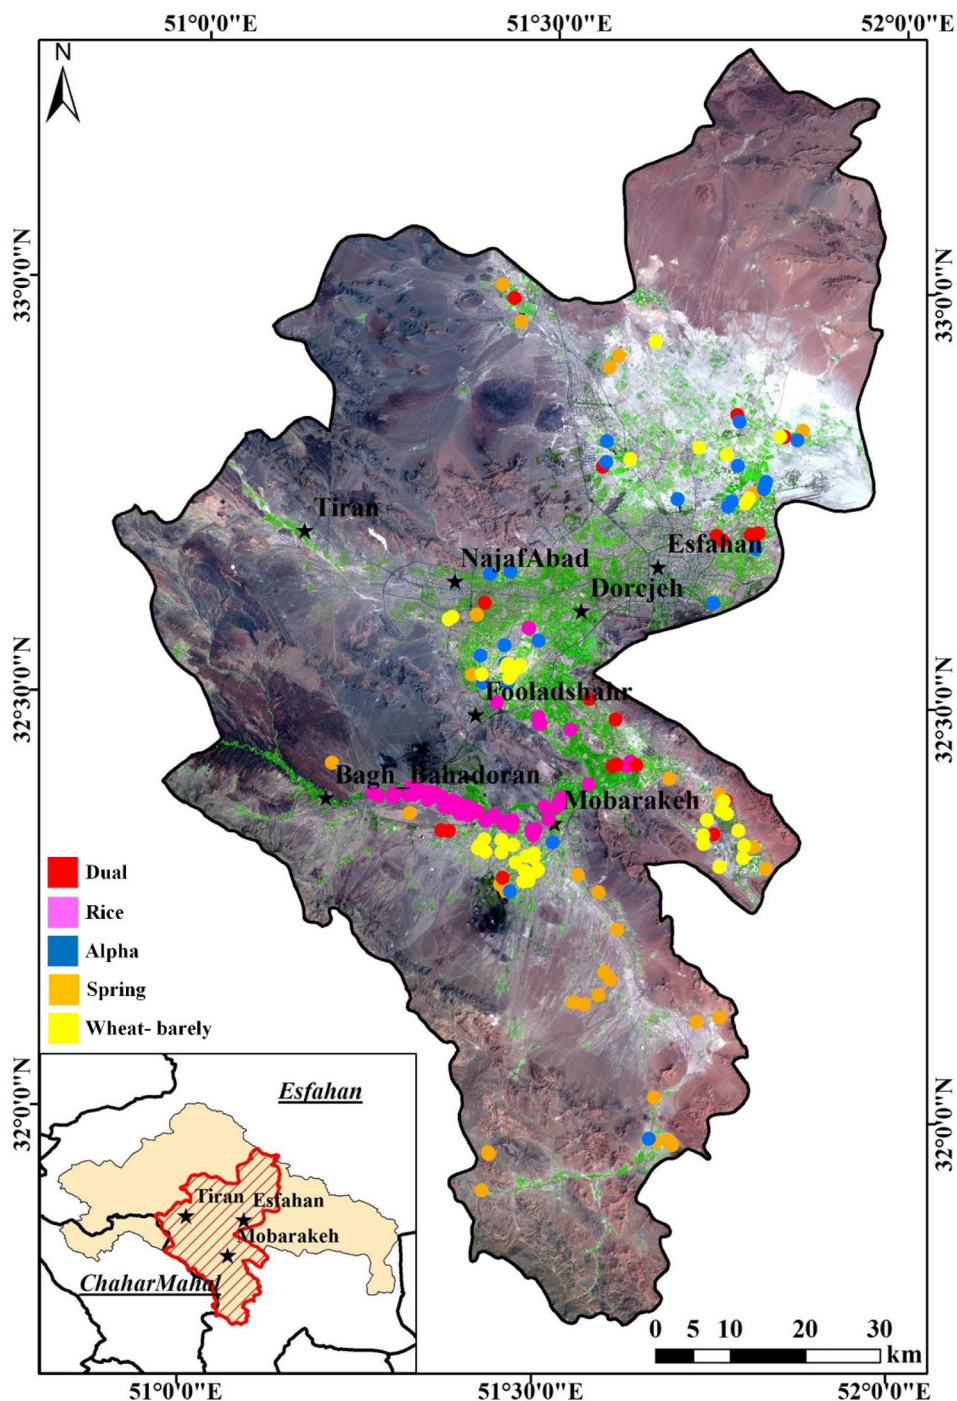 51°0'0"E
51°30'0"E
52°0'0"E
N
33°0'0"N
33°0'0"N
Tiran
NajafAbad
Esfahan
Dorcjeh
32°30'0"N
32°30'0"N
Fooladshahr
Bagh_Bahadoran
Mobarakeh
Dual
Rice
Alpha
Spring
Wheat- barely
32°0'0"N
32°0'0"N
Esfahan
Tiran
Esfahan
Mobarakeh
ChaharMahal
0 5 10 20 30
km
51°0'0"E
51°30'0"E
52°0'0"E